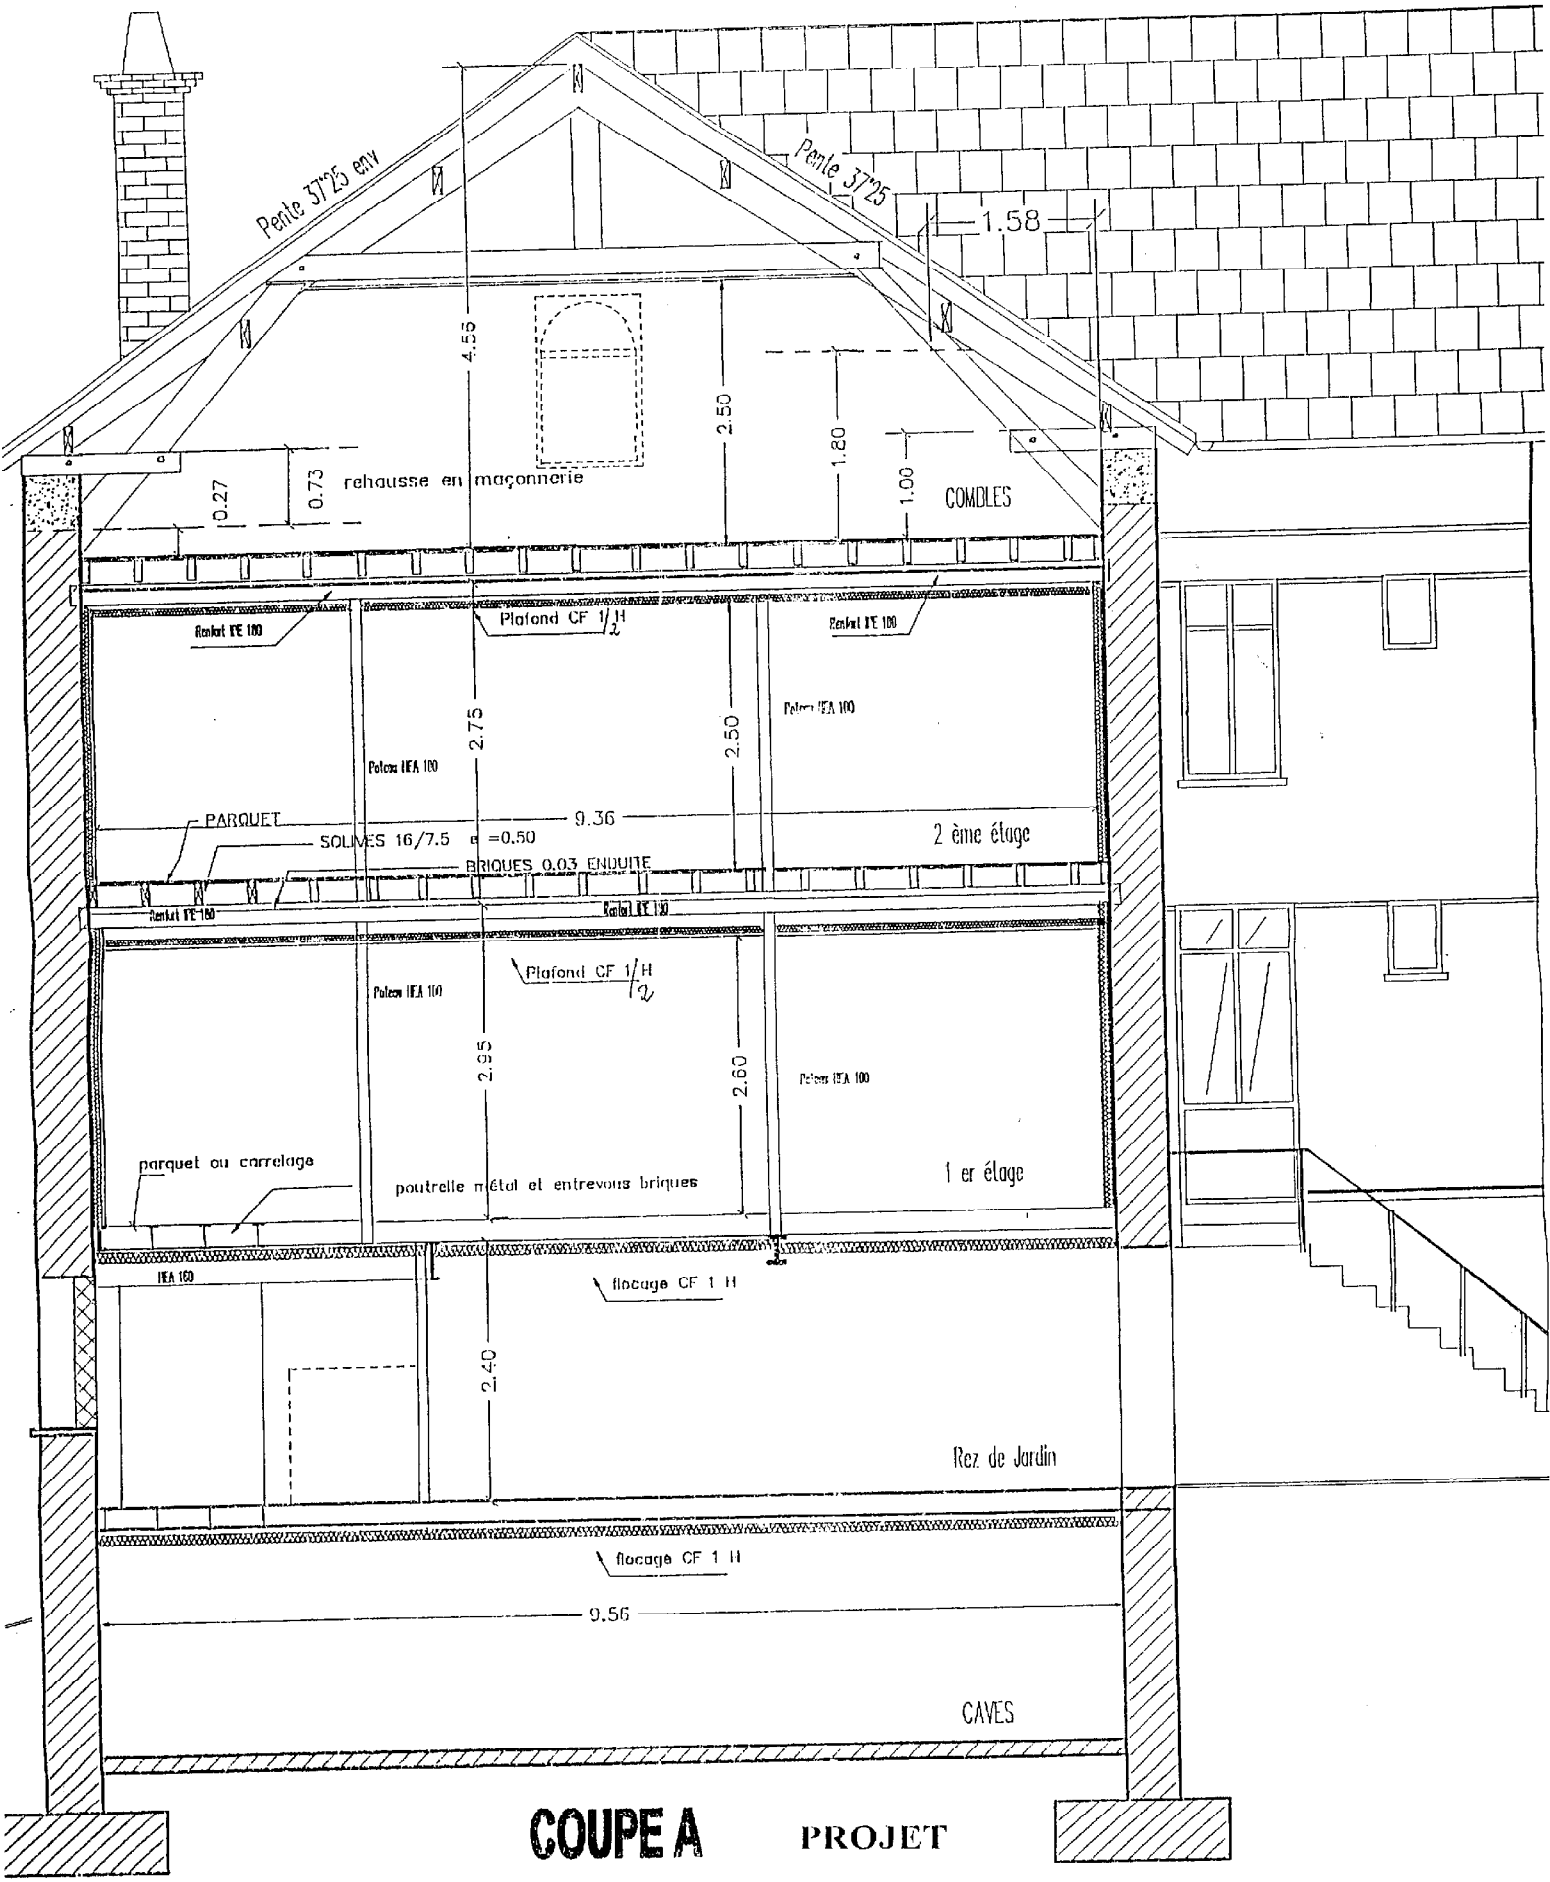 Pente 37°25 env
Pente 37°25
1.58
4.55
2.50
1.80
1.00
0.27
0.73
rehausse en maçonnerie
COMBLES
Renfort IPE 180
Plafond CF 1/2 H
Renfort IPE 180
Poteau HEA 100
2.75
2.50
Poteau HEA 100
PARQUET
9.36
SOLIVES 16/7.5 e =0.50
2 ème étage
BRIQUES 0.03 ENDUITE
Renfort IPE 180
Renfort IPE 180
Plafond CF 1/2 H
Poteau HEA 100
2.95
2.60
Poteau HEA 100
parquet ou carrelage
poutrelle métal et entrevous briques
1 er étage
HEA 160
flocage CF 1 H
2.40
Rez de Jardin
flocage CF 1 H
9.56
CAVES
COUPE A PROJET